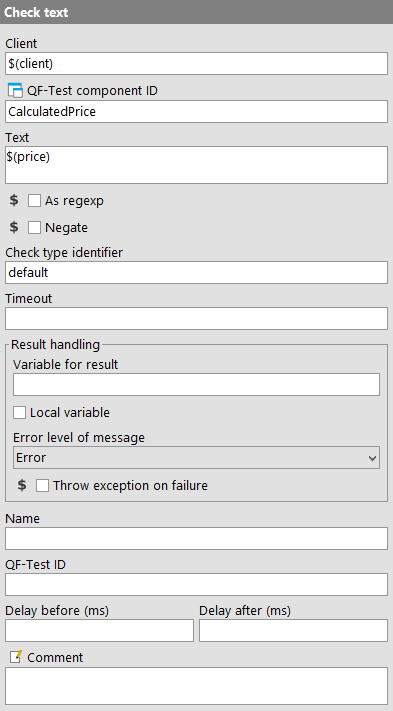 Check text
Client
$(client)
QF-Test component ID
CalculatedPrice
Text
$(price)
$ As regexp
$ Negate
Check type identifier
default
Timeout
Result handling
Variable for result
Local variable
Error level of message
Error
$ Throw exception on failure
Name
QF-Test ID
Delay before (ms) Delay after (ms)
Comment